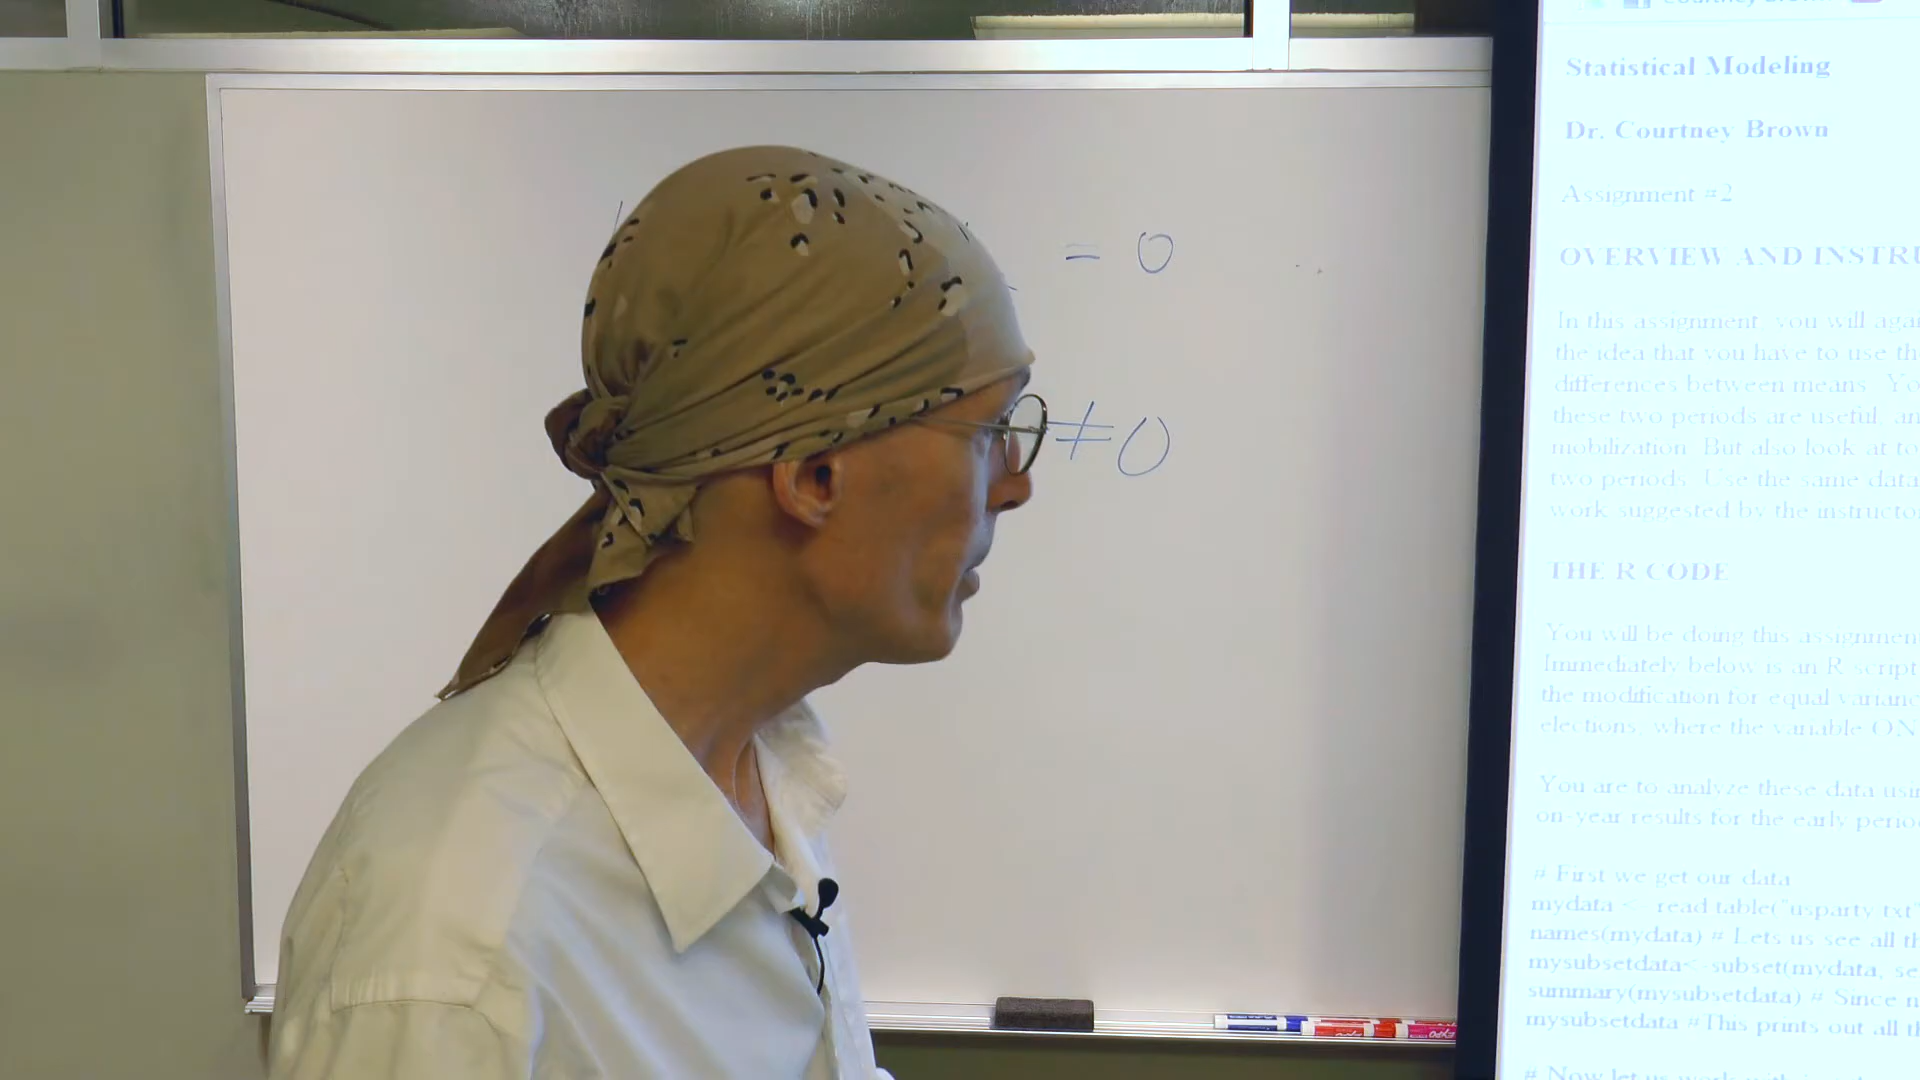 = 0
≠ 0
Statistical Modeling
Dr. Courtney Brown
Assignment #2
OVERVIEW AND INSTRU
In this assignment, you will agai
the idea that you have to use th
differences between means. Yo
these two periods are useful, an
mobilization. But also look at to
two periods. Use the same data
work suggested by the instructo
THE R CODE
You will be doing this assignmen
Immediately below is an R script
the modification for equal varianc
elections, where the variable ON
You are to analyze these data usin
on-year results for the early perio
# First we get our data
mydata <- read.table("usparty.txt"
names(mydata) # Lets us see all th
mysubsetdata<-subset(mydata, se
summary(mysubsetdata) # Since n
mysubsetdata #This prints out all th
# Now let us work with
EXPO